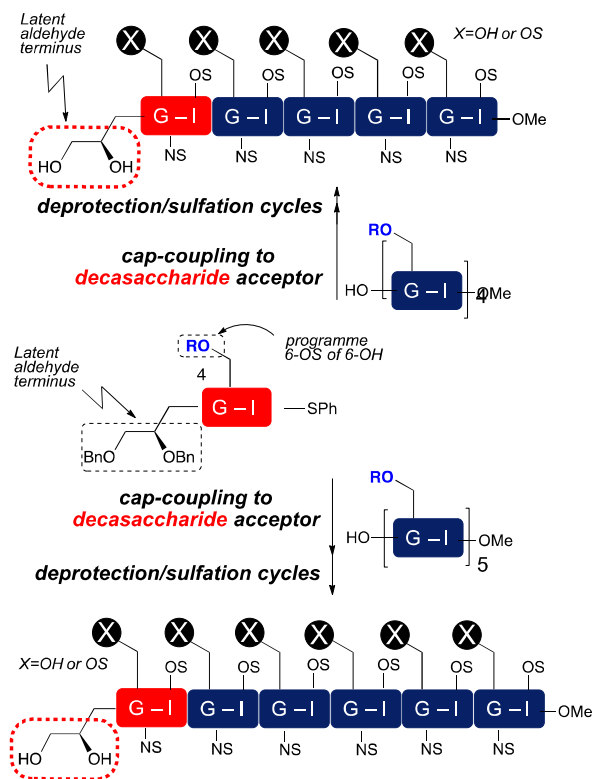 Latent
aldehyde
terminus
X X X X X
X=OH or OS
OS OS OS OS OS
G – I G – I G – I G – I G – I
OMe
NS NS NS NS NS
HO OH
deprotection/sulfation cycles
cap-coupling to
decasaccharide acceptor
RO
HO G – I OMe
4
RO
programme
6-OS of 6-OH
4
Latent
aldehyde
terminus
G – I SPh
BnO OBn
cap-coupling to
decasaccharide acceptor
RO
HO G – I OMe
5
deprotection/sulfation cycles
X X X X X X
X=OH or OS
OS OS OS OS OS OS
G – I G – I G – I G – I G – I G – I
OMe
NS NS NS NS NS NS
HO OH